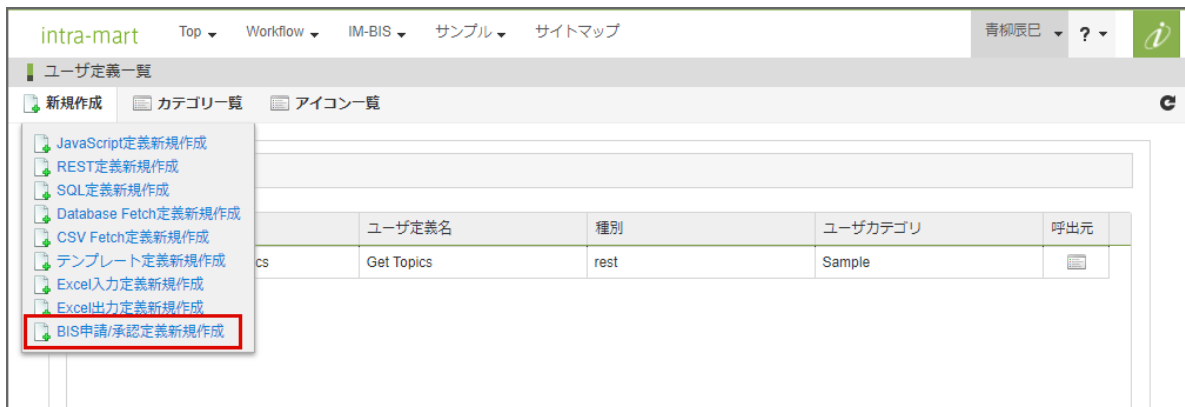 intra-mart Top Workflow IM-BIS サンプル サイトマップ 青柳辰巳 ?
ユーザ定義一覧
新規作成 カテゴリ一覧 アイコン一覧
JavaScript定義新規作成
REST定義新規作成
SQL定義新規作成
Database Fetch定義新規作成
CSV Fetch定義新規作成
テンプレート定義新規作成
Excel入力定義新規作成
Excel出力定義新規作成
BIS申請/承認定義新規作成
ユーザ定義名 種別 ユーザカテゴリ 呼出元
cs Get Topics rest Sample